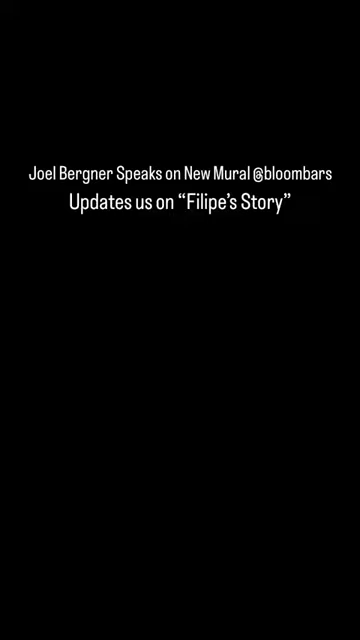 Joel Bergner Speaks on New Mural @bloombars
Updates us on “Filipe’s Story”